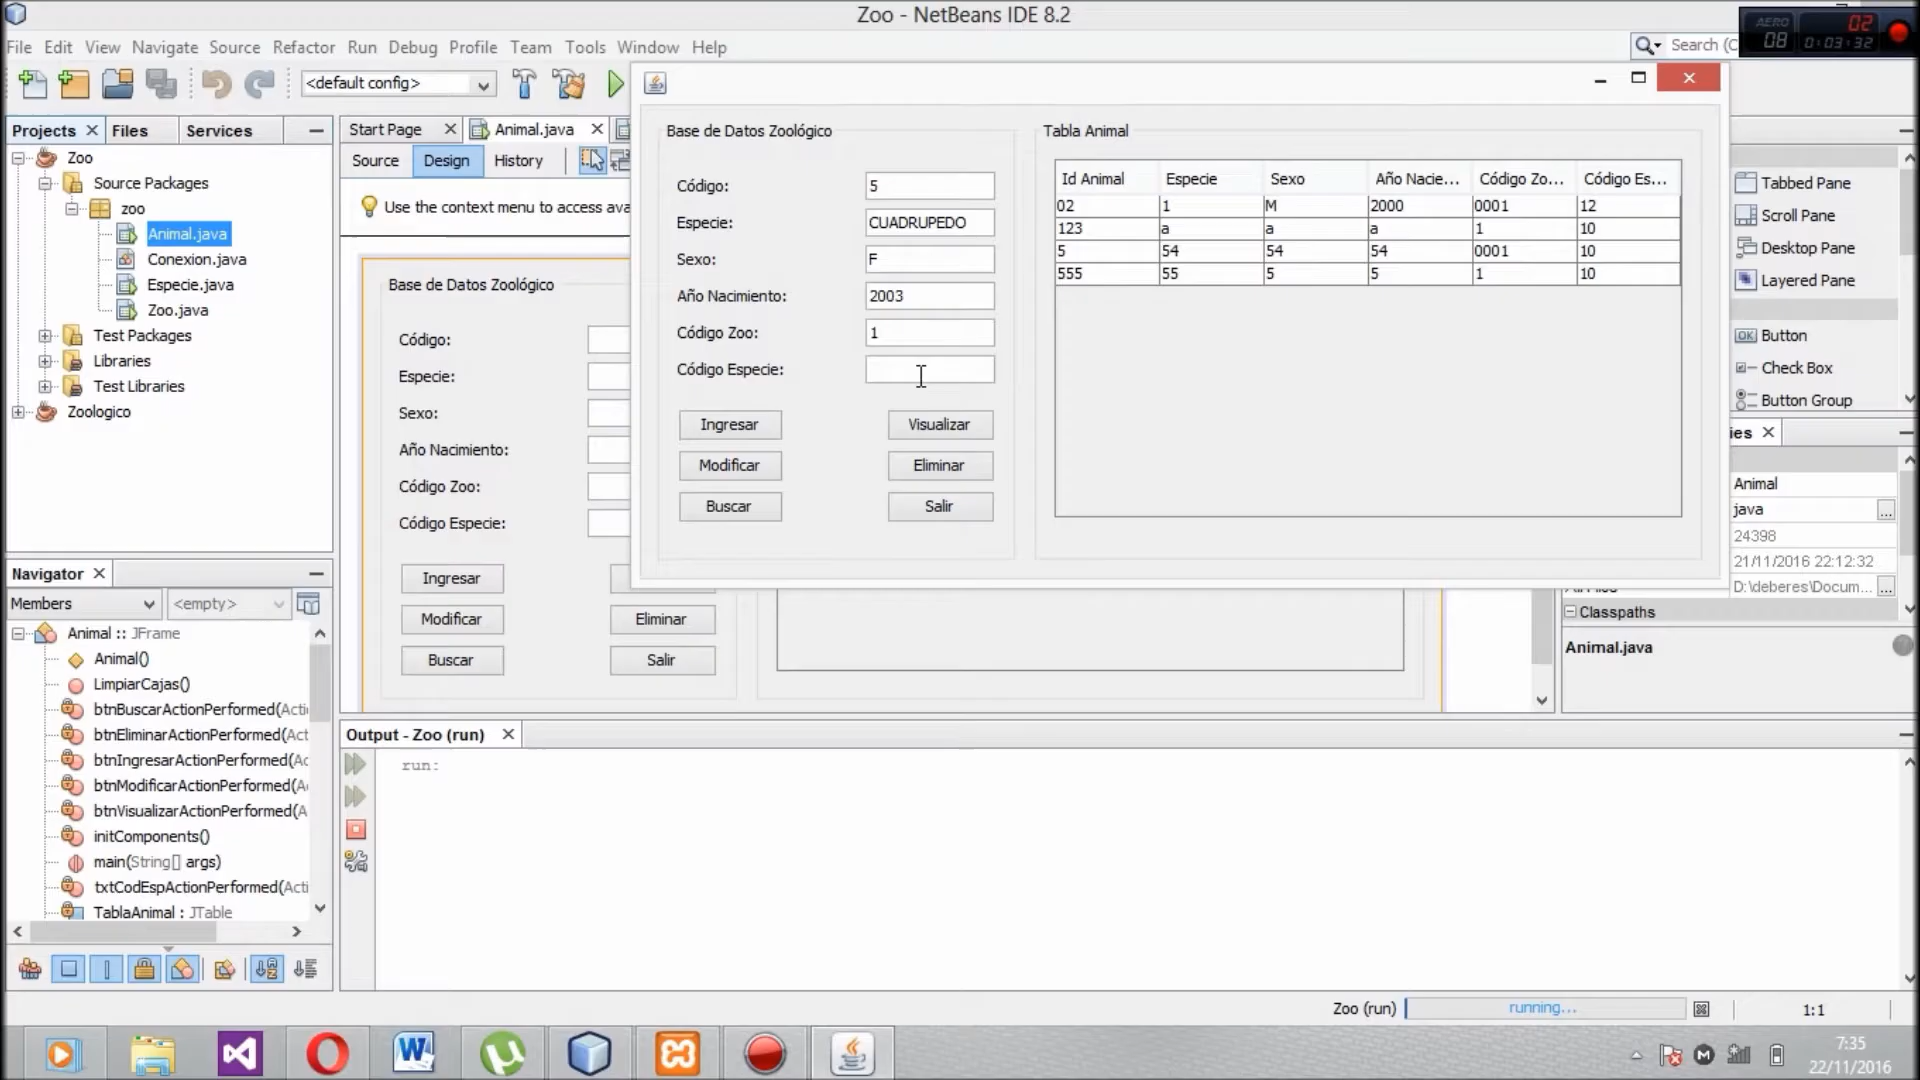 Zoo - NetBeans IDE 8.2
AERO 08 02 0:03:32
File Edit View Navigate Source Refactor Run Debug Profile Team Tools Window Help
Search (C
<default config>
Projects Files Services
Zoo
Source Packages
zoo
Animal.java
Conexion.java
Especie.java
Zoo.java
Test Packages
Libraries
Test Libraries
Zoologico
Start Page Animal.java
Source Design History
Use the context menu to access ava
Base de Datos Zoológico
Código:
Especie:
Sexo:
Año Nacimiento:
Código Zoo:
Código Especie:
Ingresar
Modificar Eliminar
Buscar Salir
Base de Datos Zoológico
Código: 5
Especie: CUADRUPEDO
Sexo: F
Año Nacimiento: 2003
Código Zoo: 1
Código Especie:
Ingresar Visualizar
Modificar Eliminar
Buscar Salir
Tabla Animal
Id Animal Especie Sexo Año Nacie... Código Zo... Código Es...
02 1 M 2000 0001 12
123 a a a 1 10
5 54 54 54 0001 10
555 55 5 5 1 10
Tabbed Pane
Scroll Pane
Desktop Pane
Layered Pane
OK Button
Check Box
Button Group
ies
Animal
java ...
24398
21/11/2016 22:12:32
D:\deberes\Docum... ...
Classpaths
Animal.java
Navigator
Members <empty>
Animal :: JFrame
Animal()
LimpiarCajas()
btnBuscarActionPerformed(Acti
btnEliminarActionPerformed(Act
btnIngresarActionPerformed(Ac
btnModificarActionPerformed(A
btnVisualizarActionPerformed(A
initComponents()
main(String[] args)
txtCodEspActionPerformed(Acti
TablaAnimal : JTable
Output - Zoo (run)
run:
Zoo (run) running... 1:1
7:35
22/11/2016